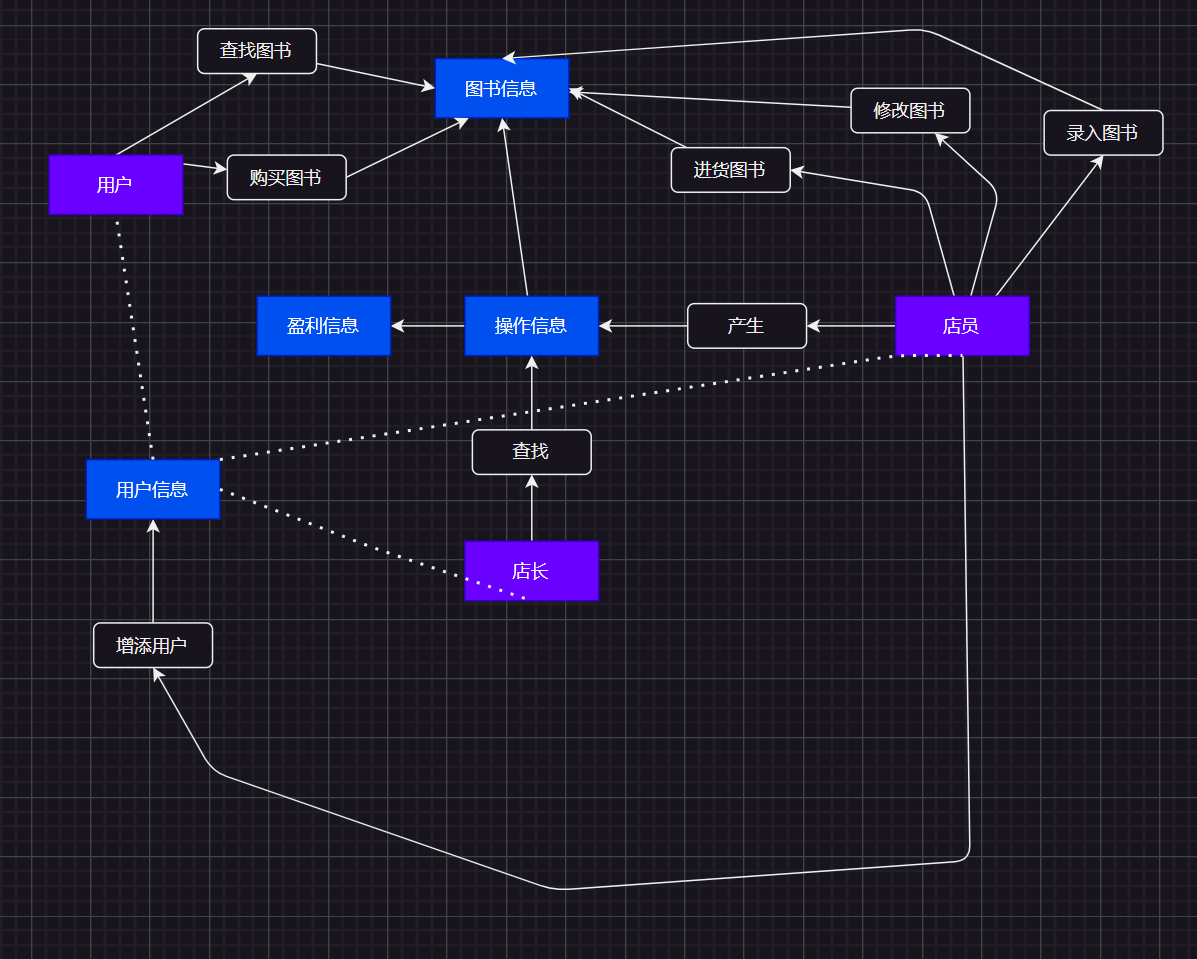 查找图书
图书信息
修改图书
录入图书
进货图书
购买图书
用户
盈利信息
操作信息
产生
店员
查找
用户信息
店长
增添用户